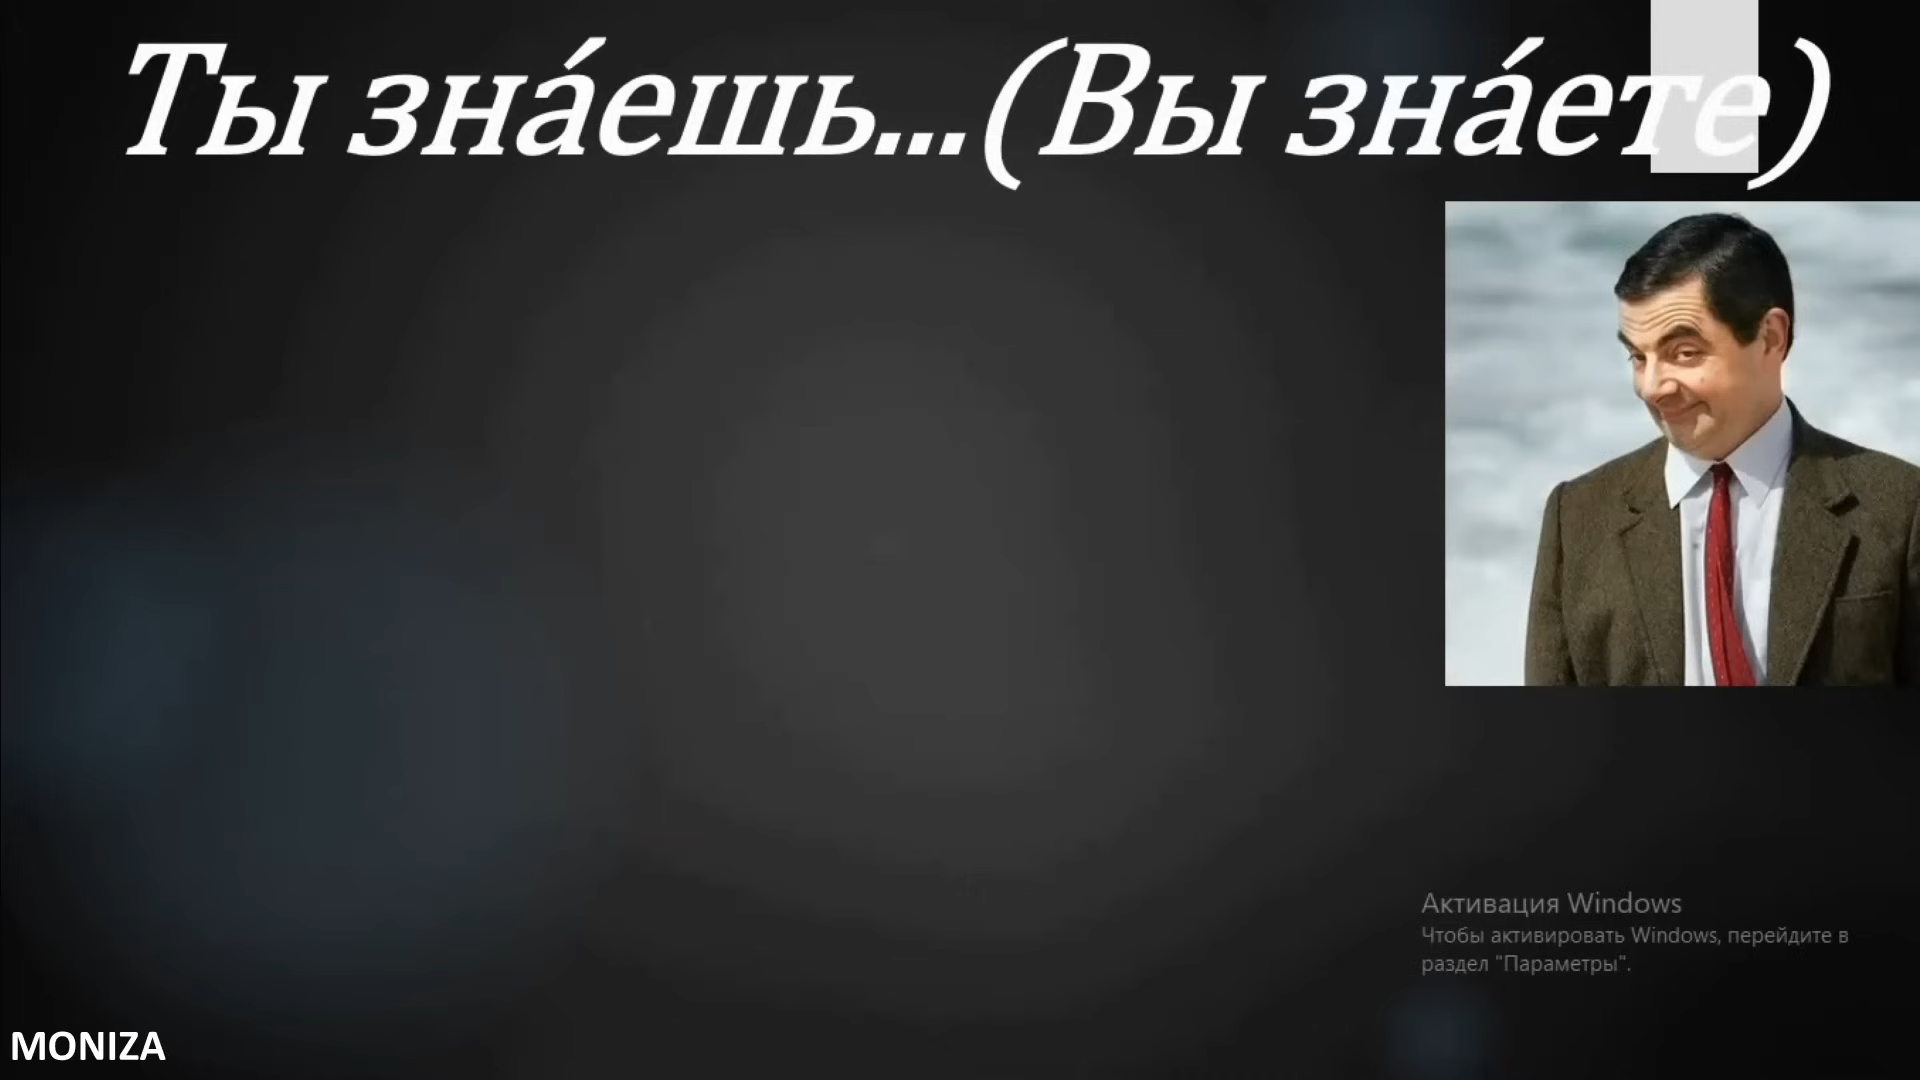 Ты зна́ешь...(Вы зна́ете)
Активация Windows
Чтобы активировать Windows, перейдите в
раздел "Параметры".
MONIZA